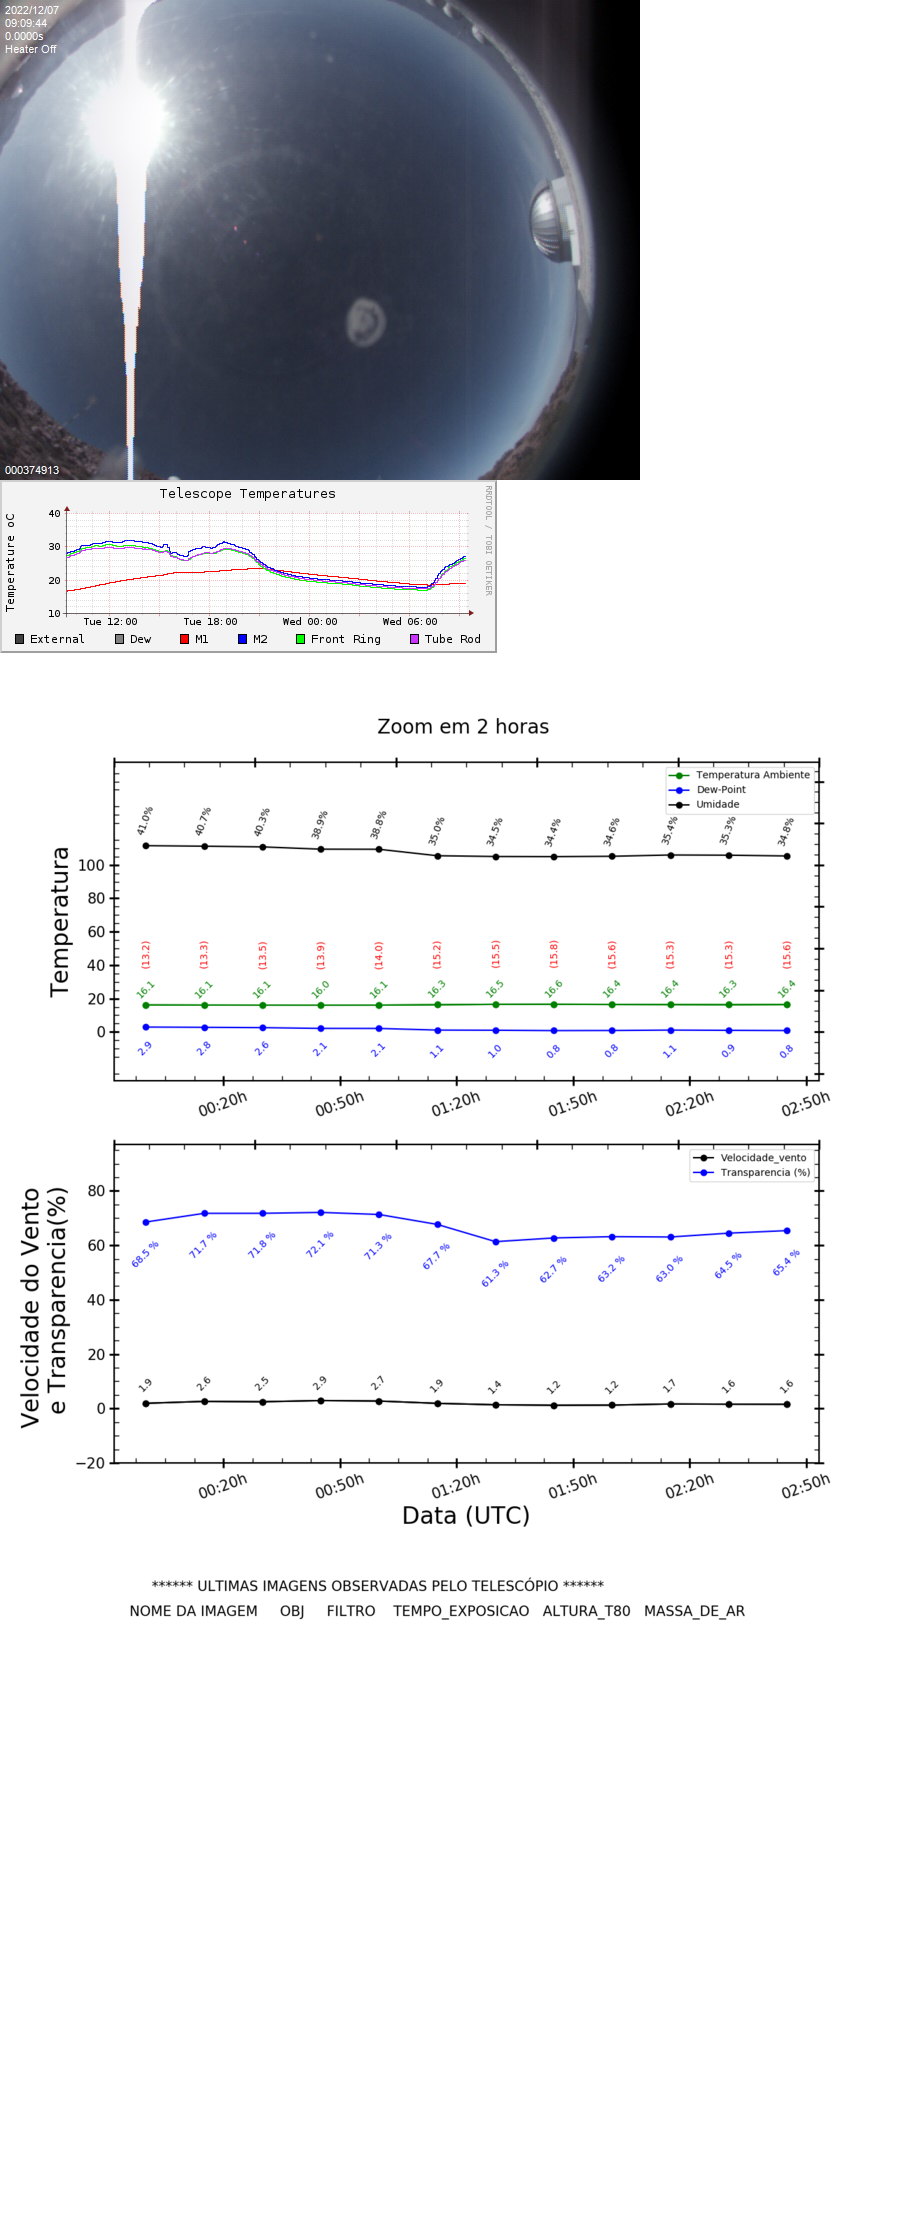 2022/12/07
09:09:44
0.0000s
Heater Off
000374913
Telescope Temperatures
RRDTOOL / TOBI OETIKER
Temperature oC
40
30
20
10
Tue 12:00 Tue 18:00 Wed 00:00 Wed 06:00
External Dew M1 M2 Front Ring Tube Rod
Zoom em 2 horas
Temperatura Ambiente
Dew-Point
Umidade
Temperatura
100
80
60
40
20
0
41.0% 40.7% 40.3% 38.9% 38.8% 35.0% 34.5% 34.4% 34.6% 35.4% 35.3% 34.8%
(13.2) (13.3) (13.5) (13.9) (14.0) (15.2) (15.5) (15.8) (15.6) (15.3) (15.3) (15.6)
16.1 16.1 16.1 16.0 16.1 16.3 16.5 16.6 16.4 16.4 16.3 16.4
2.9 2.8 2.6 2.1 2.1 1.1 1.0 0.8 0.8 1.1 0.9 0.8
00:20h 00:50h 01:20h 01:50h 02:20h 02:50h
Velocidade_vento
Transparencia (%)
Velocidade do Vento
e Transparencia(%)
80
60
40
20
0
−20
68.5 % 71.7 % 71.8 % 72.1 % 71.3 % 67.7 % 61.3 % 62.7 % 63.2 % 63.0 % 64.5 % 65.4 %
1.9 2.6 2.5 2.9 2.7 1.9 1.4 1.2 1.2 1.7 1.6 1.6
00:20h 00:50h 01:20h 01:50h 02:20h 02:50h
Data (UTC)
****** ULTIMAS IMAGENS OBSERVADAS PELO TELESCÓPIO ******
NOME DA IMAGEM OBJ FILTRO TEMPO_EXPOSICAO ALTURA_T80 MASSA_DE_AR